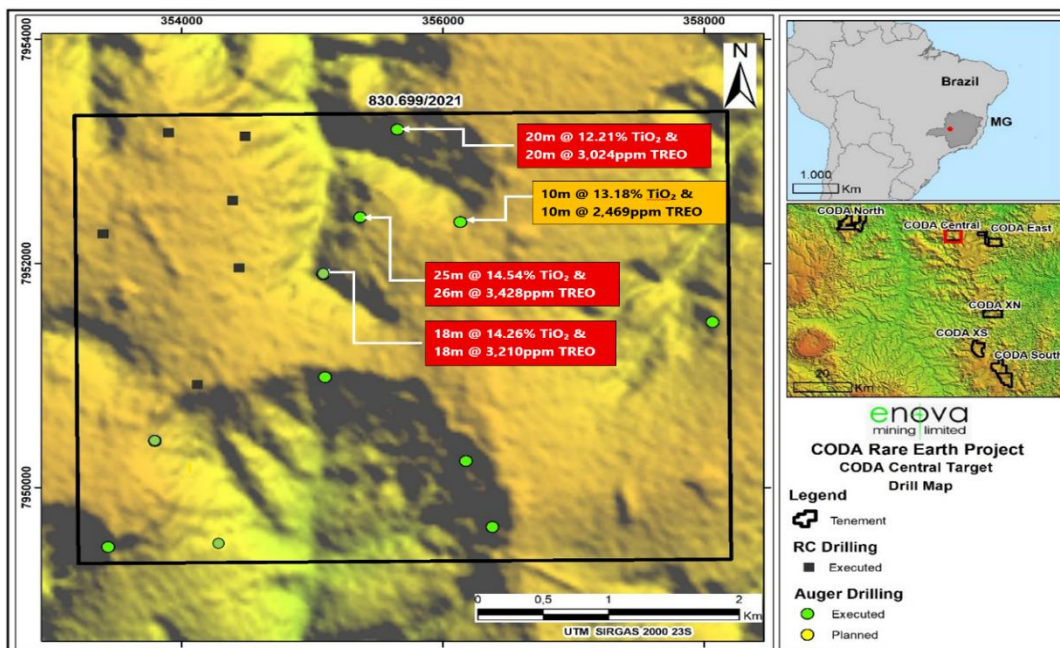 354000
356000
358000
7954000
7952000
7950000
N
830.699/2021
20m @ 12.21% TiO₂ &
20m @ 3,024ppm TREO
10m @ 13.18% TiO₂ &
10m @ 2,469ppm TREO
25m @ 14.54% TiO₂ &
26m @ 3,428ppm TREO
18m @ 14.26% TiO₂ &
18m @ 3,210ppm TREO
0
0,5
1
2
Km
UTM SIRGAS 2000 23S
Brazil
MG
1.000
Km
CODA North
CODA Central
CODA East
CODA XN
CODA XS
CODA South
20
Km
enova
mining limited
CODA Rare Earth Project
CODA Central Target
Drill Map
Legend
Tenement
RC Drilling
Executed
Auger Drilling
Executed
Planned